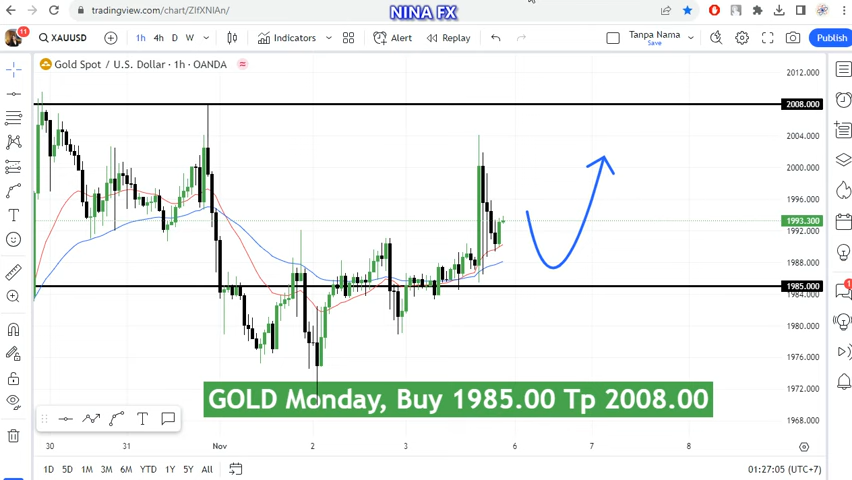 tradingview.com/chart/ZIfXNIAn/
NINA FX
11
XAUUSD
1h 4h D W
Indicators
Alert
Replay
Tanpa Nama
Save
Publish
Gold Spot / U.S. Dollar · 1h · OANDA
2012.000
2008.000
2004.000
2000.000
1996.000
1993.300
1992.000
1988.000
1985.000
1984.000
1980.000
1976.000
1972.000
1968.000
GOLD Monday, Buy 1985.00 Tp 2008.00
30 31 Nov 2 3 6 7 8
1D 5D 1M 3M 6M YTD 1Y 5Y All
01:27:05 (UTC+7)